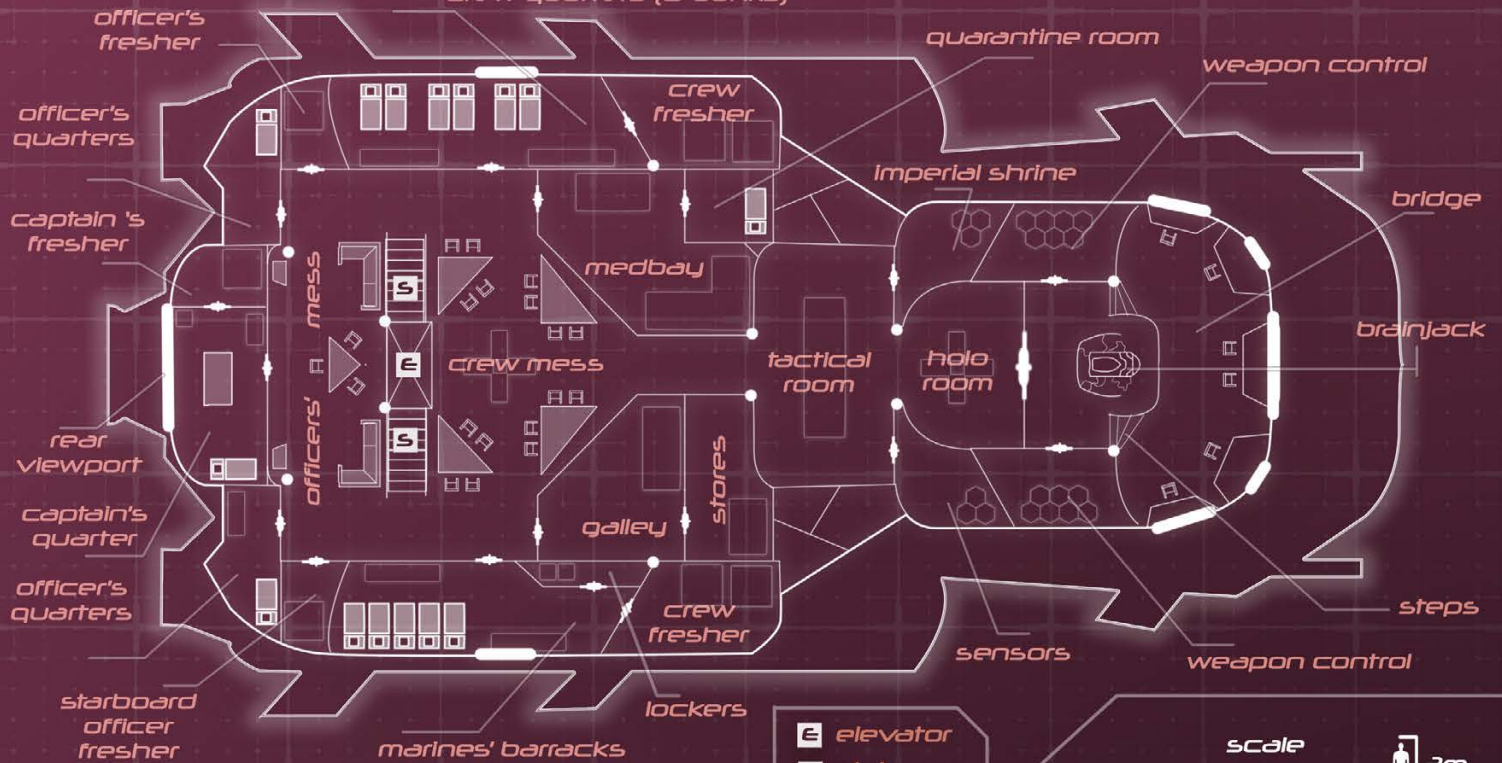 officer's
fresher
quarantine room
weapon control
crew
fresher
officer's
quarters
imperial shrine
bridge
captain 's
fresher
mess
S
medbay
brainjack
E
crew mess
tactical
room
holo
room
rear
viewport
officers'
S
stores
captain's
quarter
galley
officer's
quarters
crew
fresher
steps
sensors
weapon control
starboard
officer
fresher
lockers
marines' barracks
E elevator
scale
2m